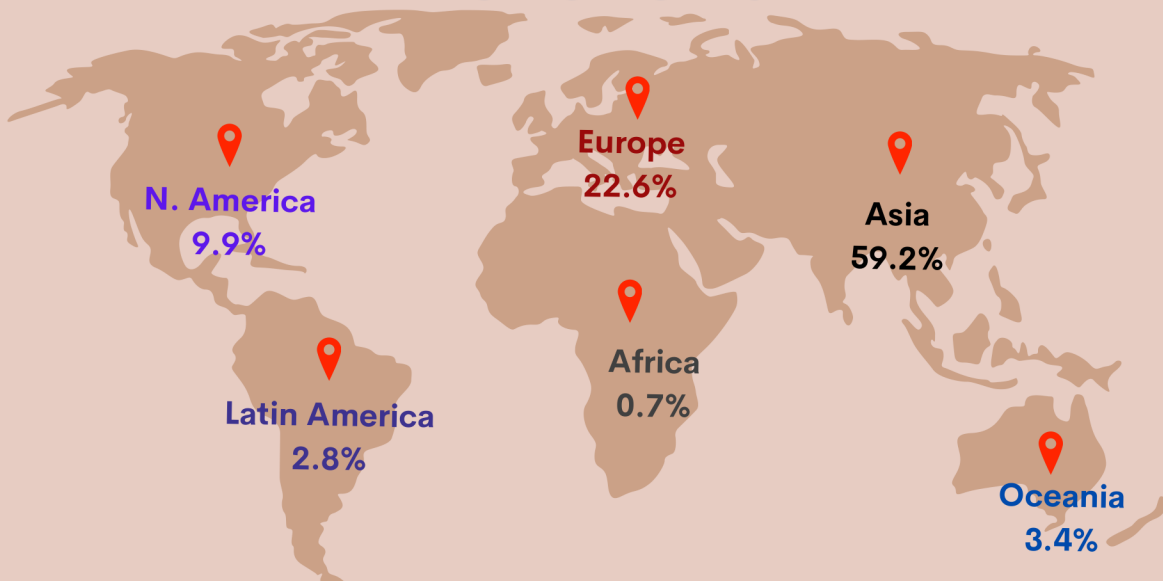 Europe
22.6%
N. America
9.9%
Asia
59.2%
Africa
0.7%
Latin America
2.8%
Oceania
3.4%